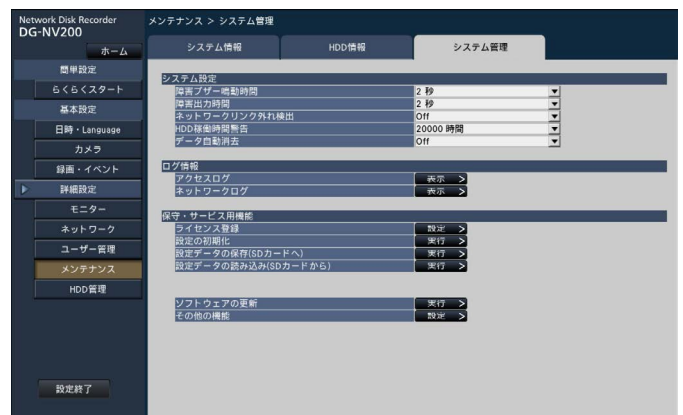 Network Disk Recorder
DG-NV200
メンテナンス > システム管理
ホーム
システム情報
HDD情報
システム管理
簡単設定
らくらくスタート
基本設定
日時・Language
カメラ
録画・イベント
詳細設定
モニター
ネットワーク
ユーザー管理
メンテナンス
HDD管理
設定終了
システム設定
障害ブザー鳴動時間 2 秒
障害出力時間 2 秒
ネットワークリンク外れ検出 Off
HDD稼働時間警告 20000 時間
データ自動消去 Off
ログ情報
アクセスログ 表示 >
ネットワークログ 表示 >
保守・サービス用機能
ライセンス登録 設定 >
設定の初期化 実行 >
設定データの保存(SDカードへ) 実行 >
設定データの読み込み(SDカードから) 実行 >
ソフトウェアの更新 実行 >
その他の機能 設定 >